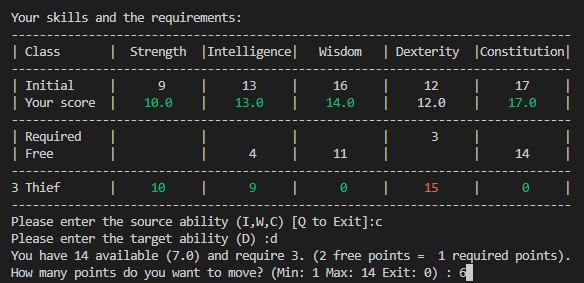 Your skills and the requirements:
--------------------------------------------------------------------------------
| Class | Strength |Intelligence| Wisdom | Dexterity |Constitution|
--------------------------------------------------------------------------------
| Initial | 9 | 13 | 16 | 12 | 17 |
| Your score | 10.0 | 13.0 | 14.0 | 12.0 | 17.0 |
--------------------------------------------------------------------------------
| Required | | | | 3 | |
| Free | | 4 | 11 | | 14 |
--------------------------------------------------------------------------------
3 Thief | 10 | 9 | 0 | 15 | 0 |
--------------------------------------------------------------------------------
Please enter the source ability (I,W,C) [Q to Exit]:c
Please enter the target ability (D) :d
You have 14 available (7.0) and require 3. (2 free points =  1 required points).
How many points do you want to move? (Min: 1 Max: 14 Exit: 0) : 6